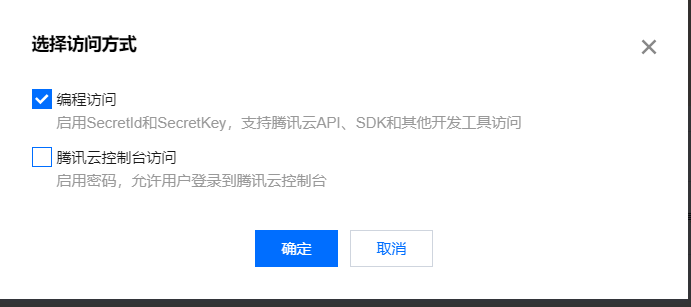 选择访问方式
编程访问
启用SecretId和SecretKey，支持腾讯云API、SDK和其他开发工具访问
腾讯云控制台访问
启用密码，允许用户登录到腾讯云控制台
确定
取消